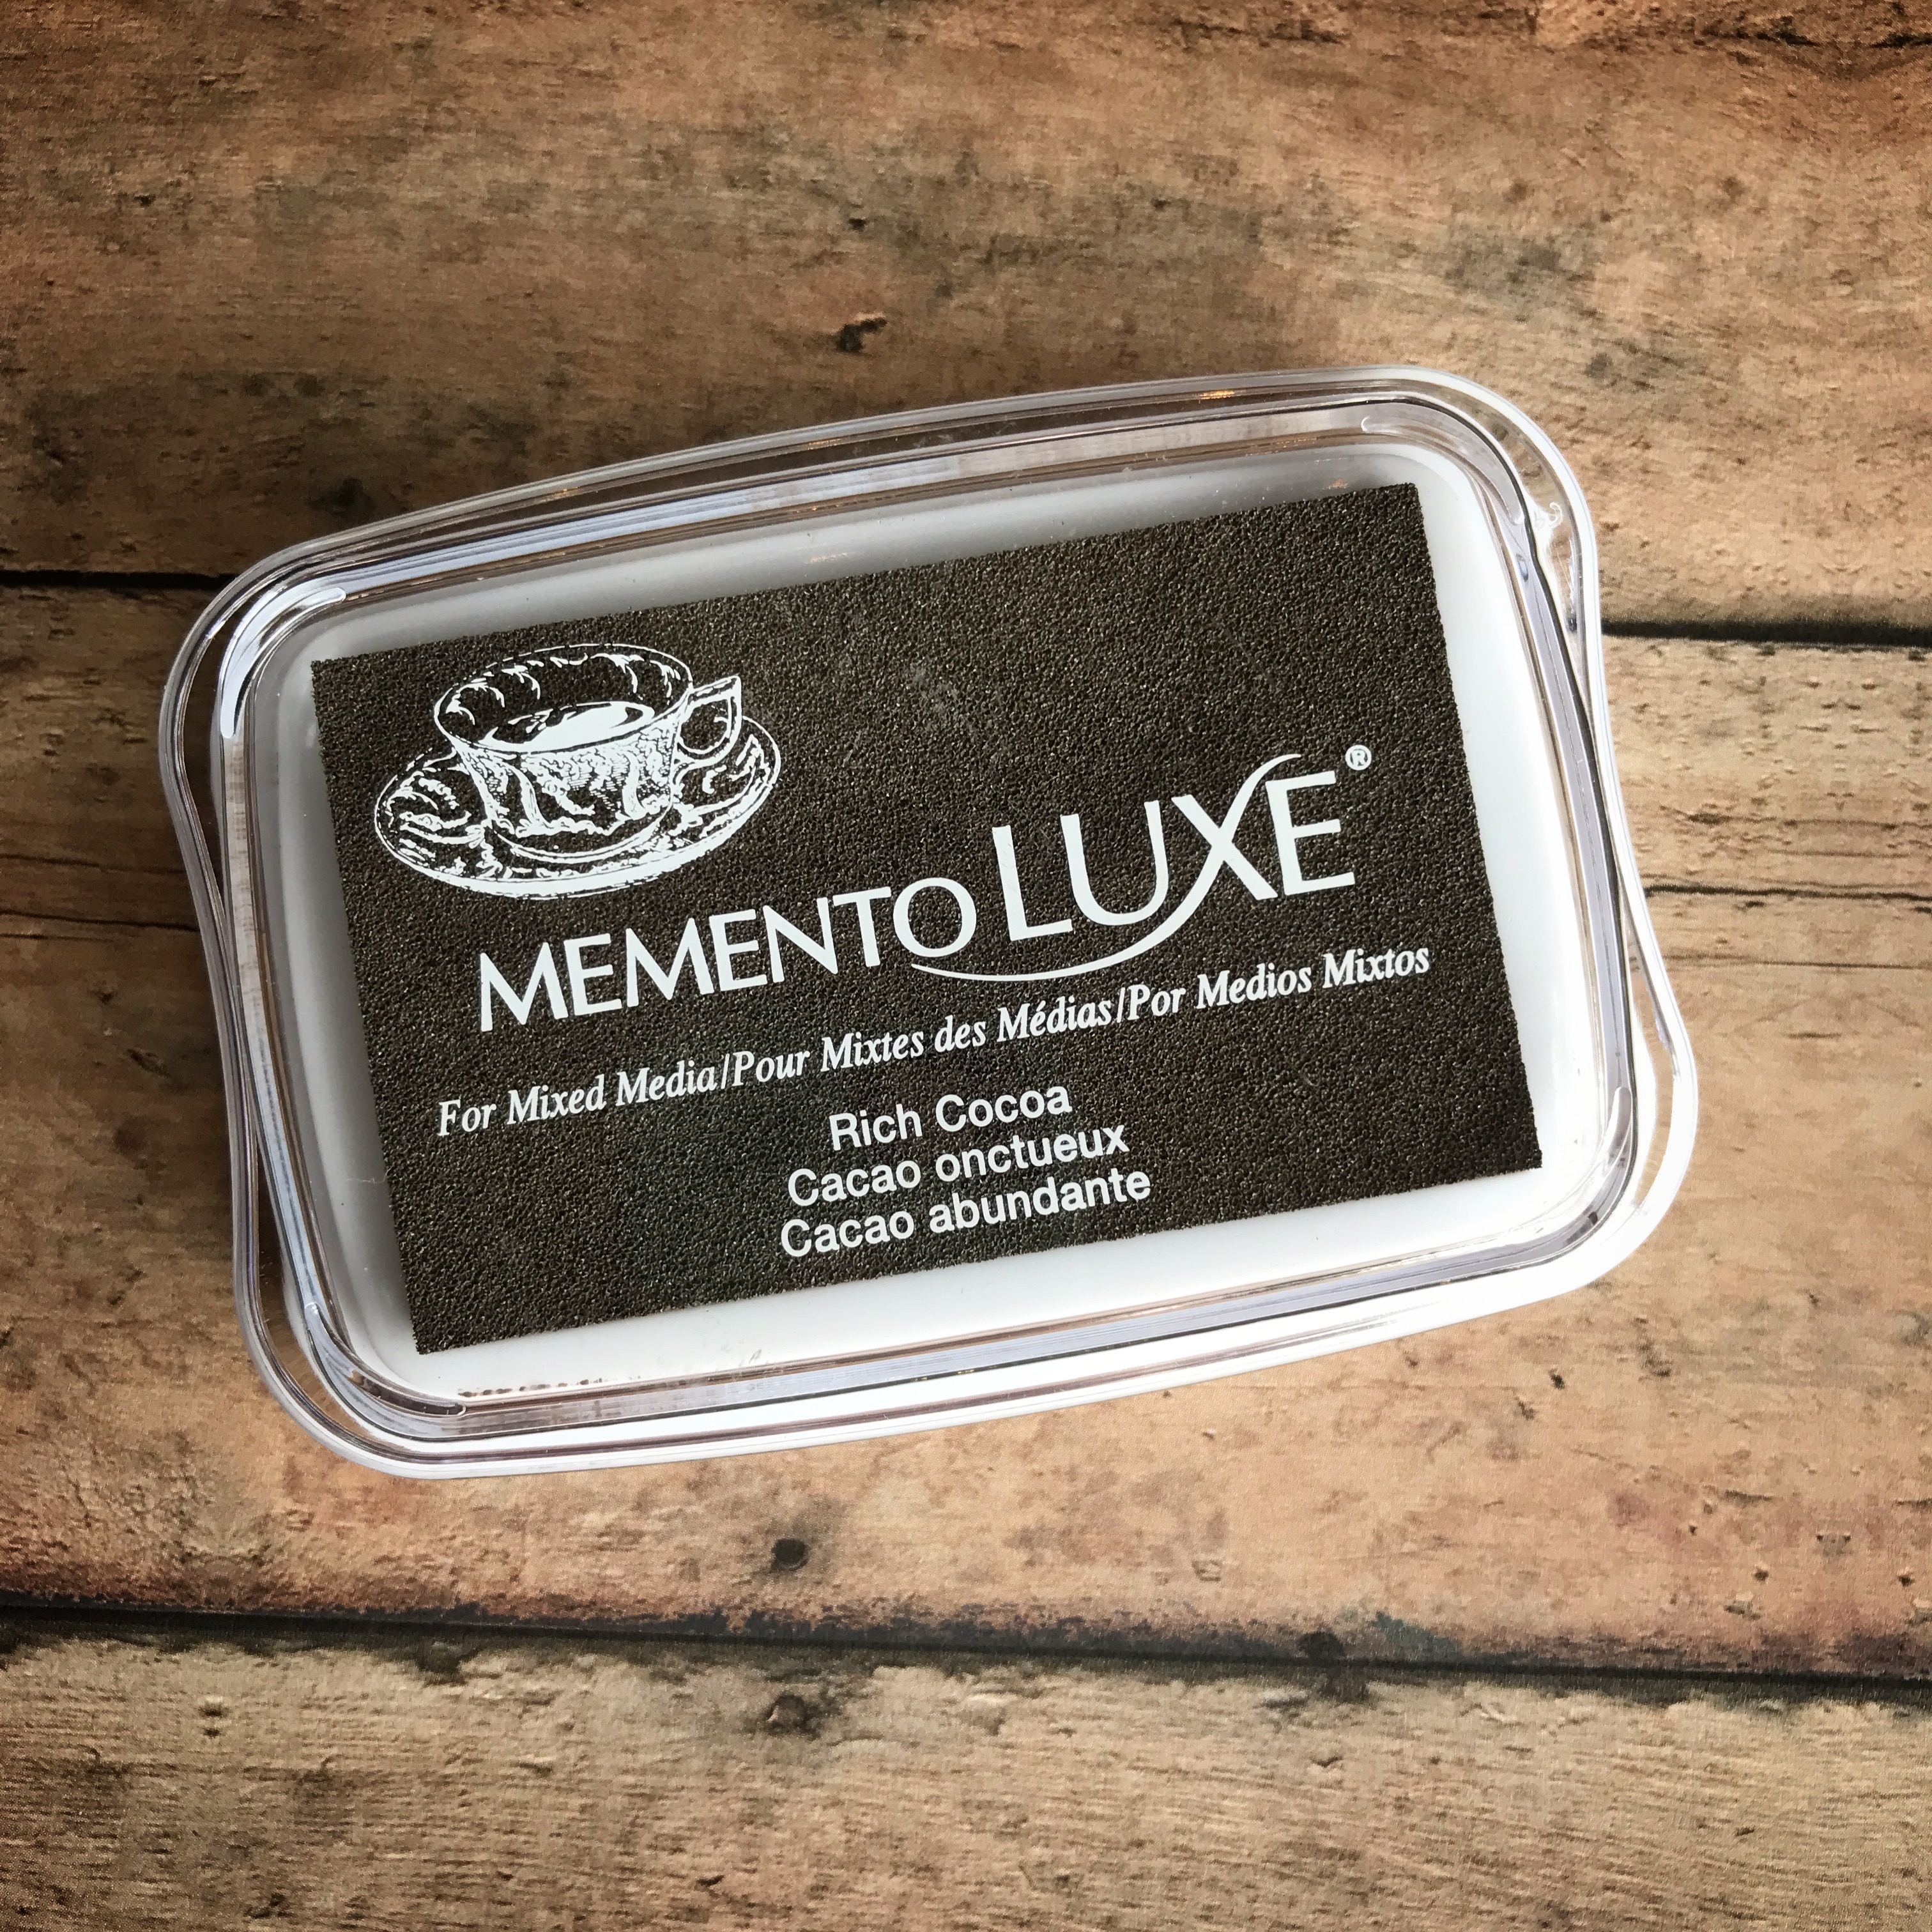 MEMENTO LUXE®
For Mixed Media/Pour Mixtes des Médias/Por Medios Mixtos
Rich Cocoa
Cacao onctueux
Cacao abundante